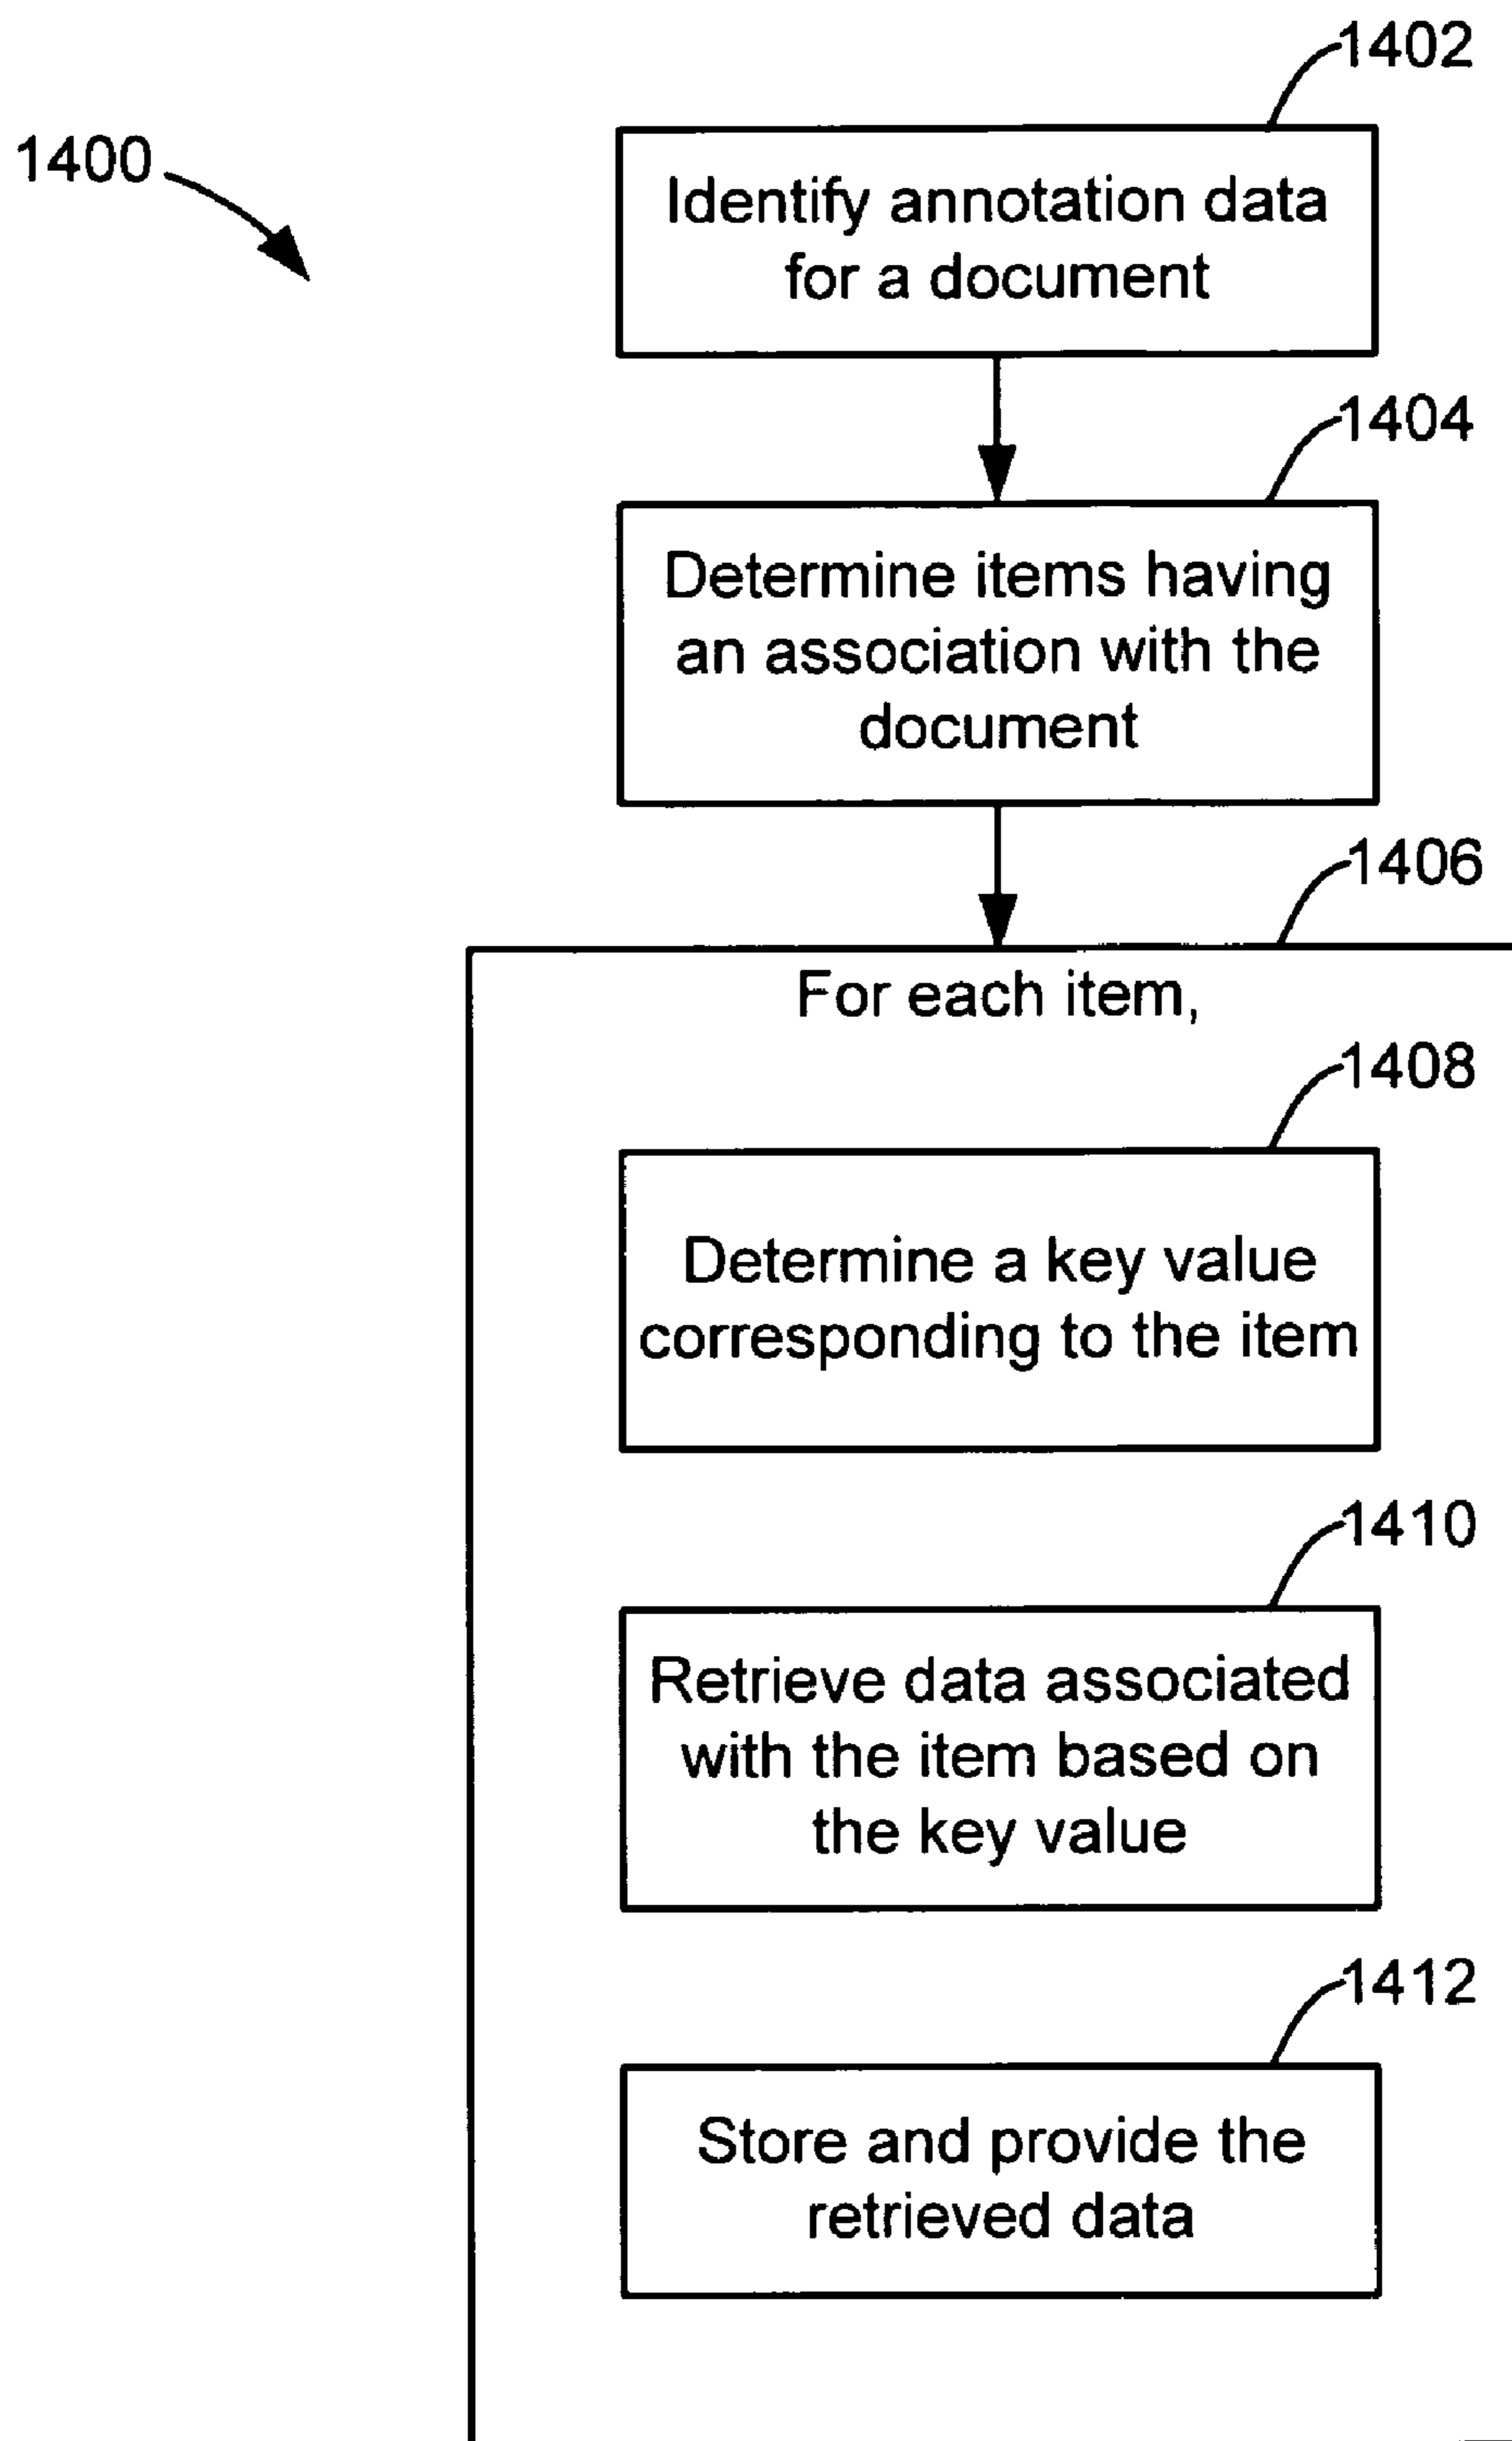 1402
1400
Identify annotation data
for a document
1404
Determine items having
an association with the
document
1406
For each item,
1408
Determine a key value
corresponding to the item
1410
Retrieve data associated
with the item based on
the key value
1412
Store and provide the
retrieved data